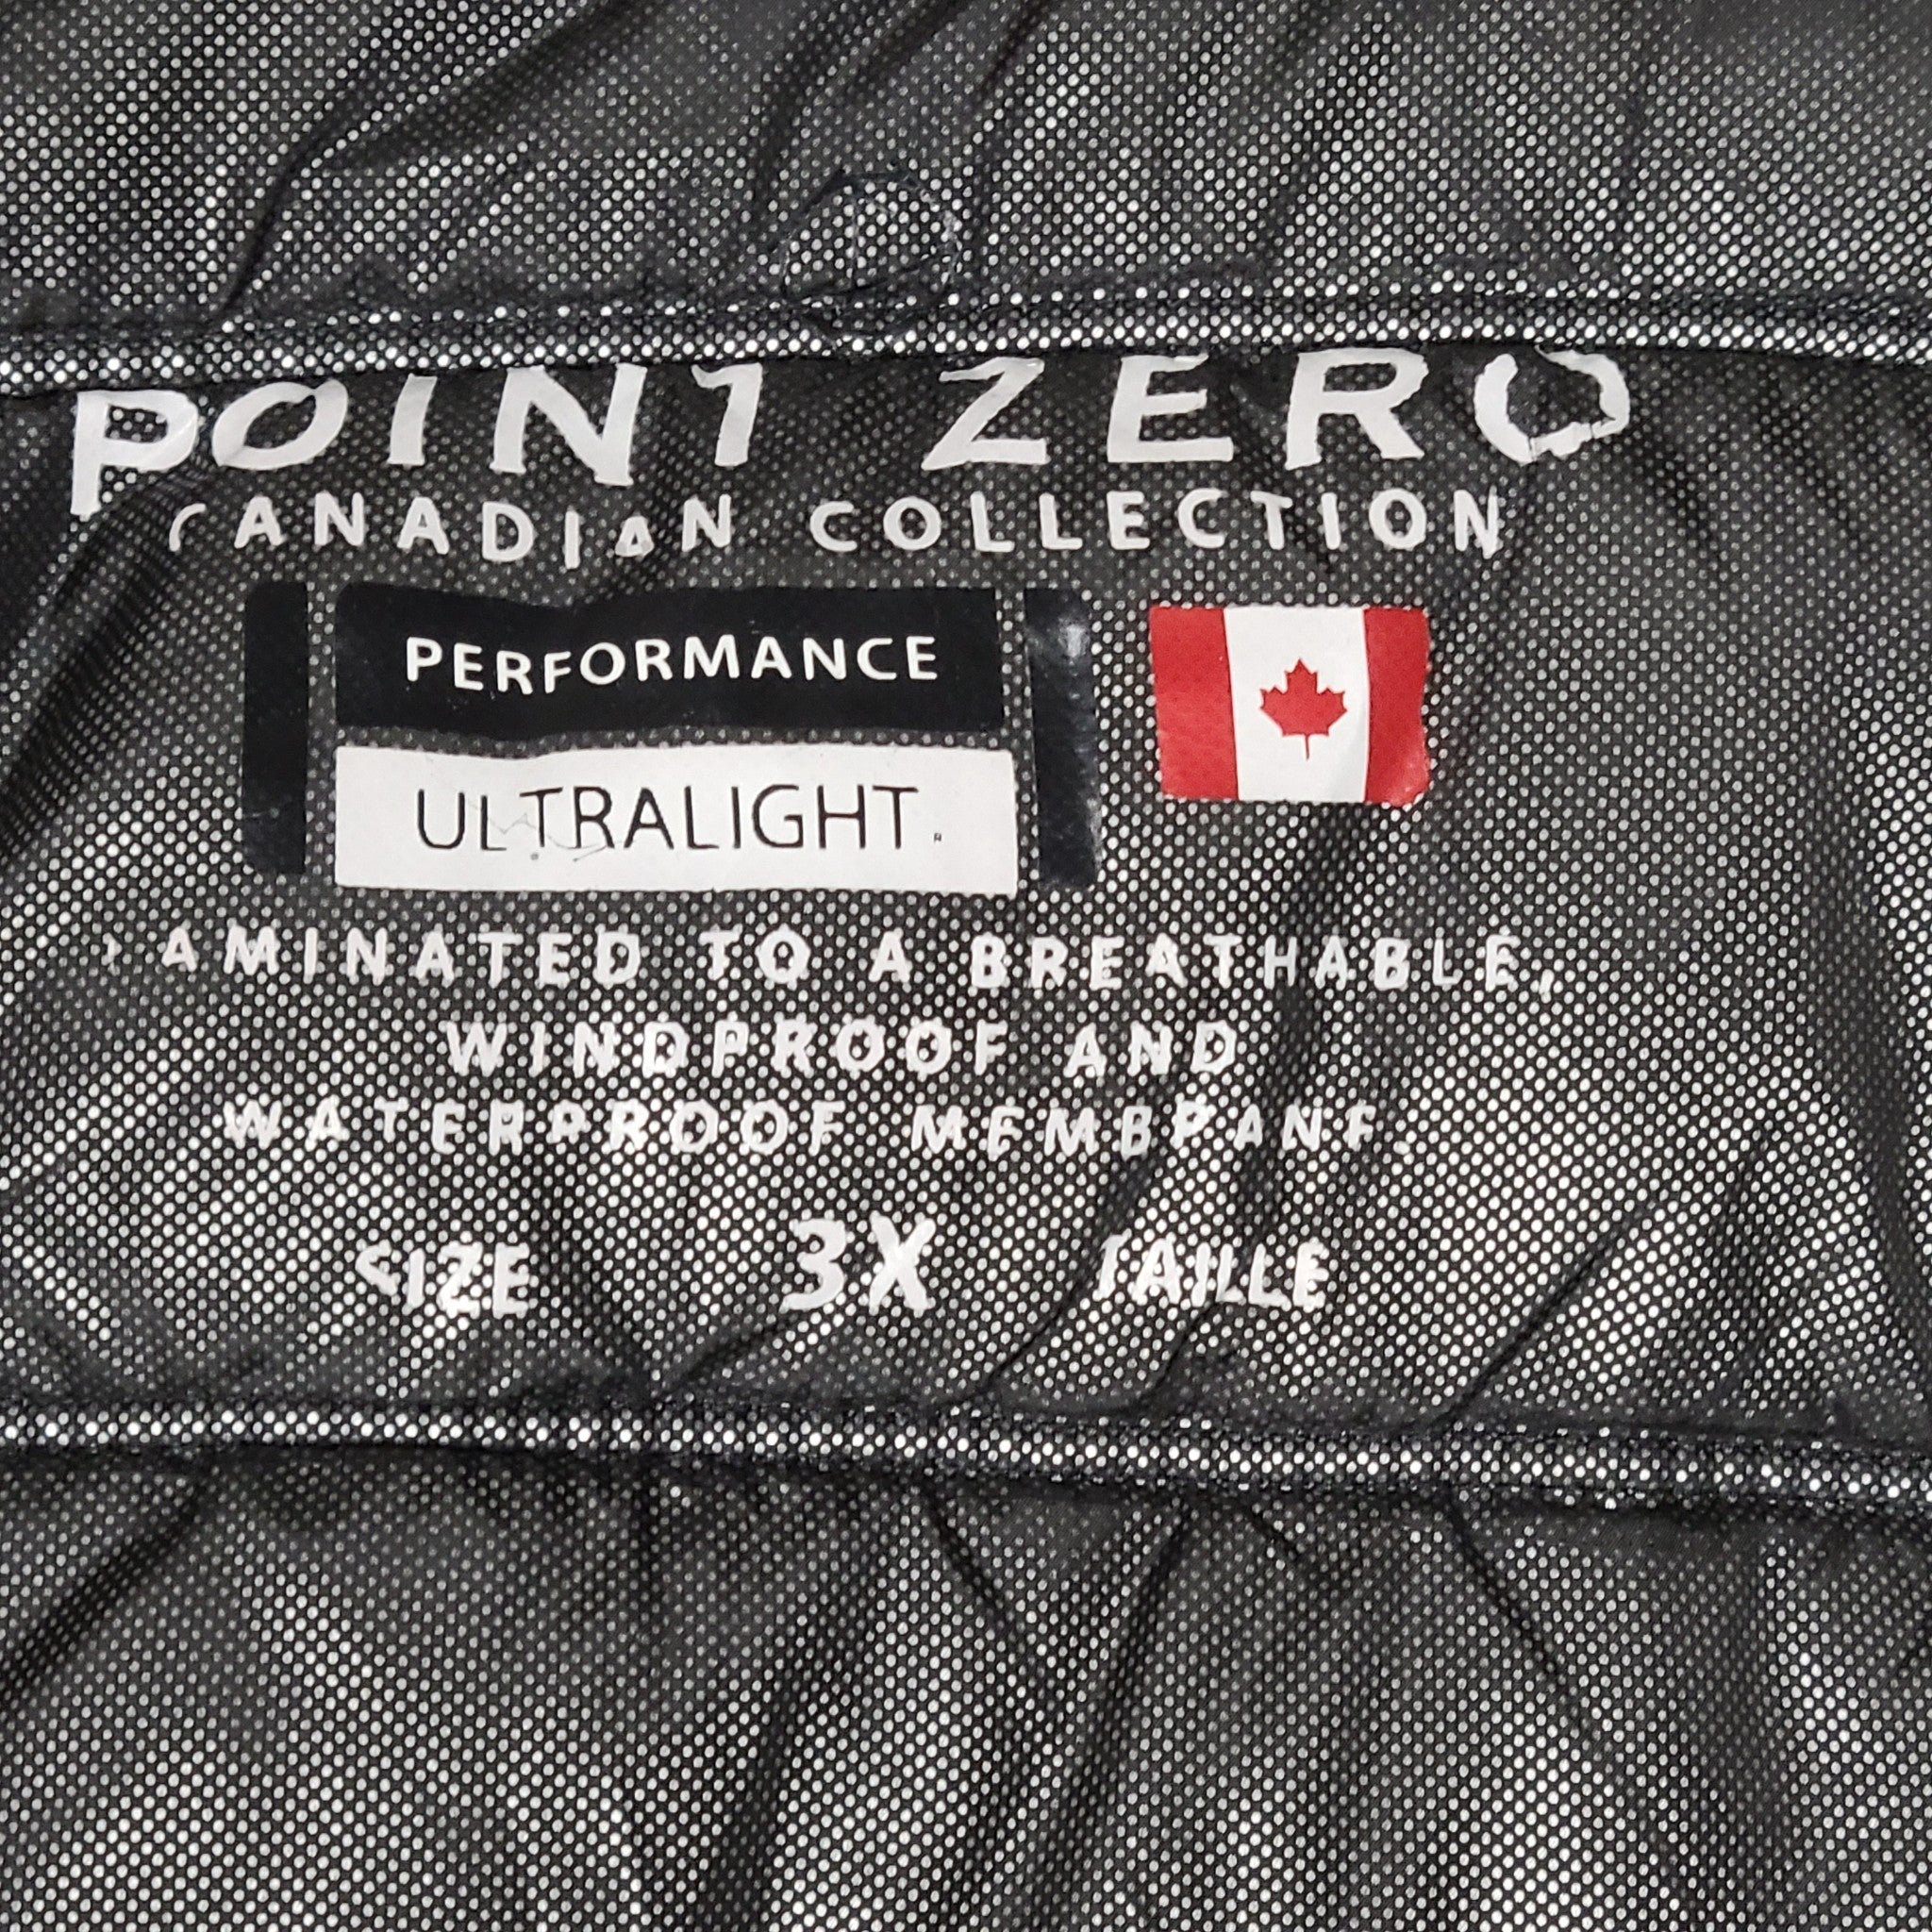 POINT ZERO
CANADIAN COLLECTION
PERFORMANCE
ULTRALIGHT
LAMINATED TO A BREATHABLE,
WINDPROOF AND
WATERPROOF MEMBRANE
SIZE 3X TAILLE